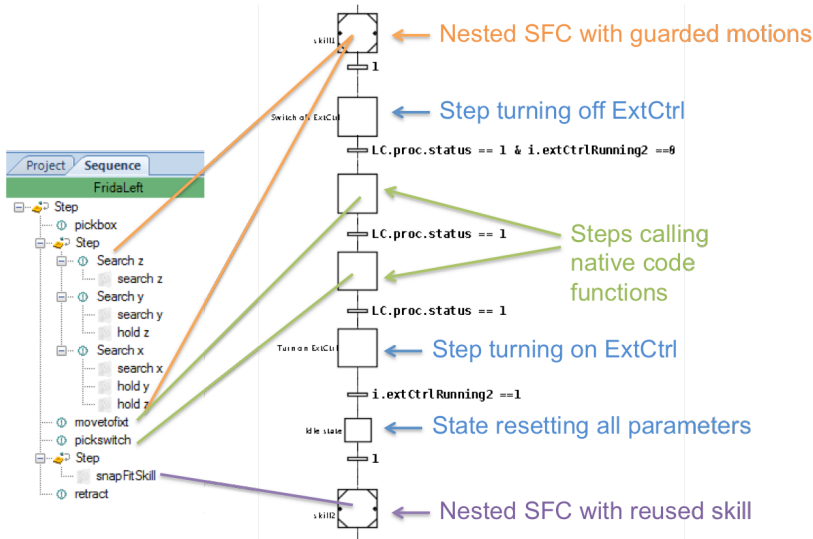 Project
Sequence
FridaLeft
Step
pickbox
Step
Search z
search z
Search y
search y
hold z
Search x
search x
hold y
hold z
movetofixt
pickswitch
Step
snapFitSkill
retract
skill1
1
Switch off ExtCtrl
LC.proc.status == 1 & i.extCtrlRunning2 ==0
LC.proc.status == 1
LC.proc.status == 1
Turn on ExtCtrl
i.extCtrlRunning2 ==1
Idle state
1
skill2
Nested SFC with guarded motions
Step turning off ExtCtrl
Steps calling
native code
functions
Step turning on ExtCtrl
State resetting all parameters
Nested SFC with reused skill